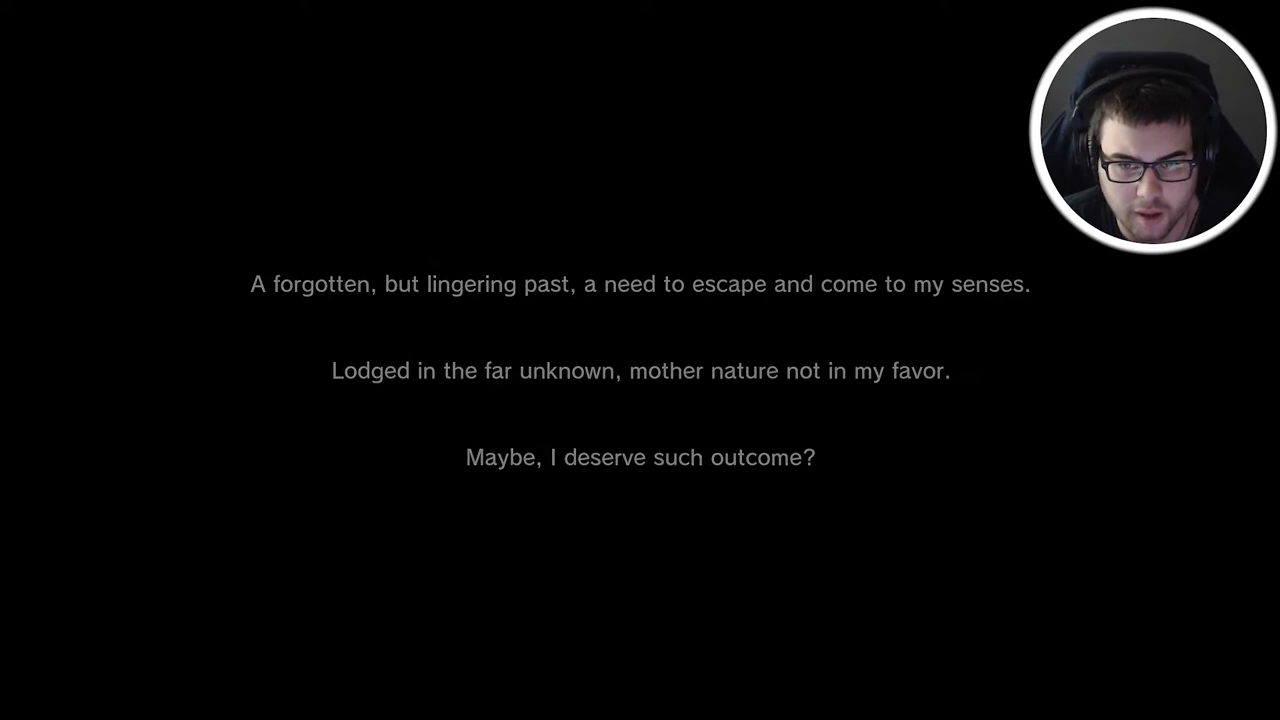 A forgotten, but lingering past, a need to escape and come to my senses.
Lodged in the far unknown, mother nature not in my favor.
Maybe, I deserve such outcome?